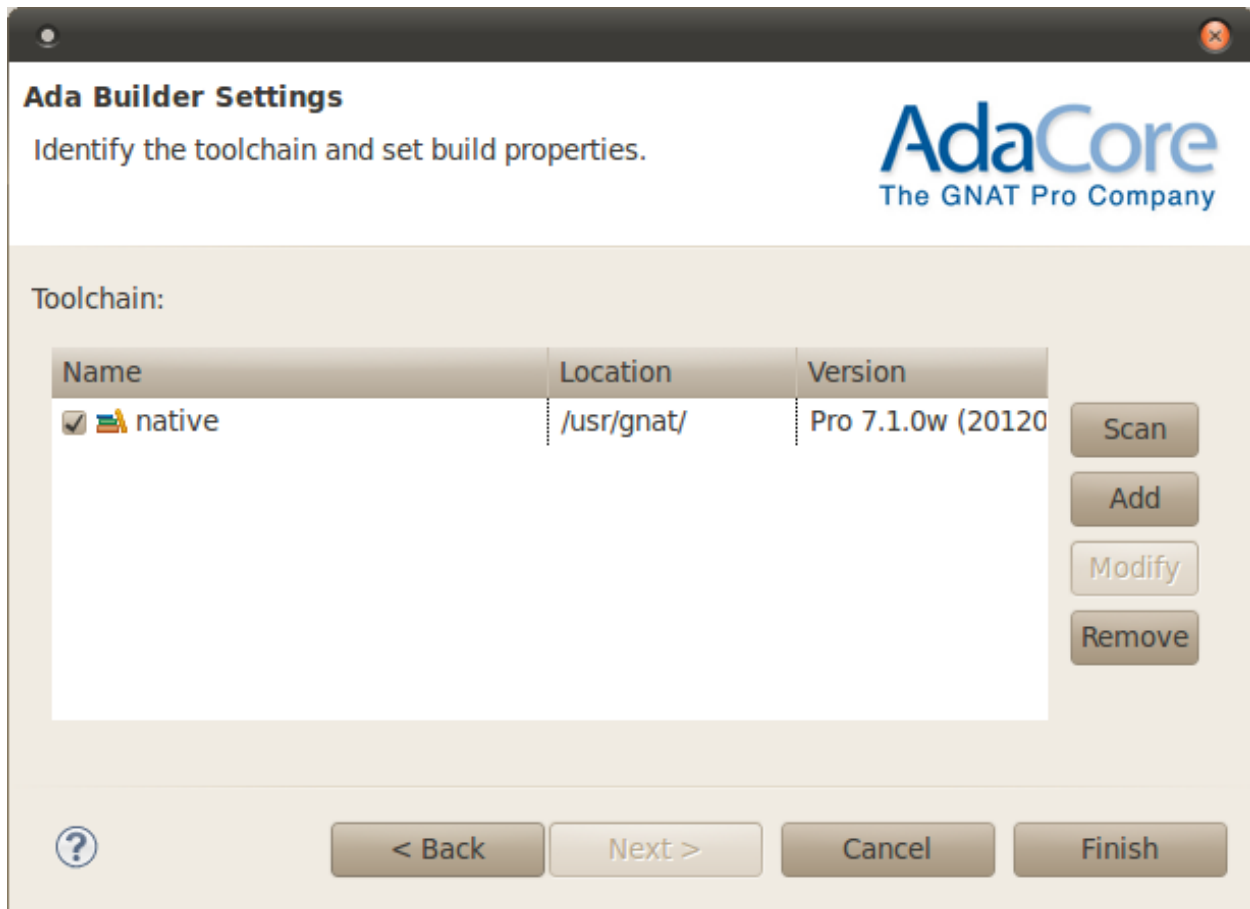 Ada Builder Settings
Identify the toolchain and set build properties.
AdaCore
The GNAT Pro Company
Toolchain:
Name Location Version
native /usr/gnat/ Pro 7.1.0w (20120
Scan
Add
Modify
Remove
? < Back Next > Cancel Finish